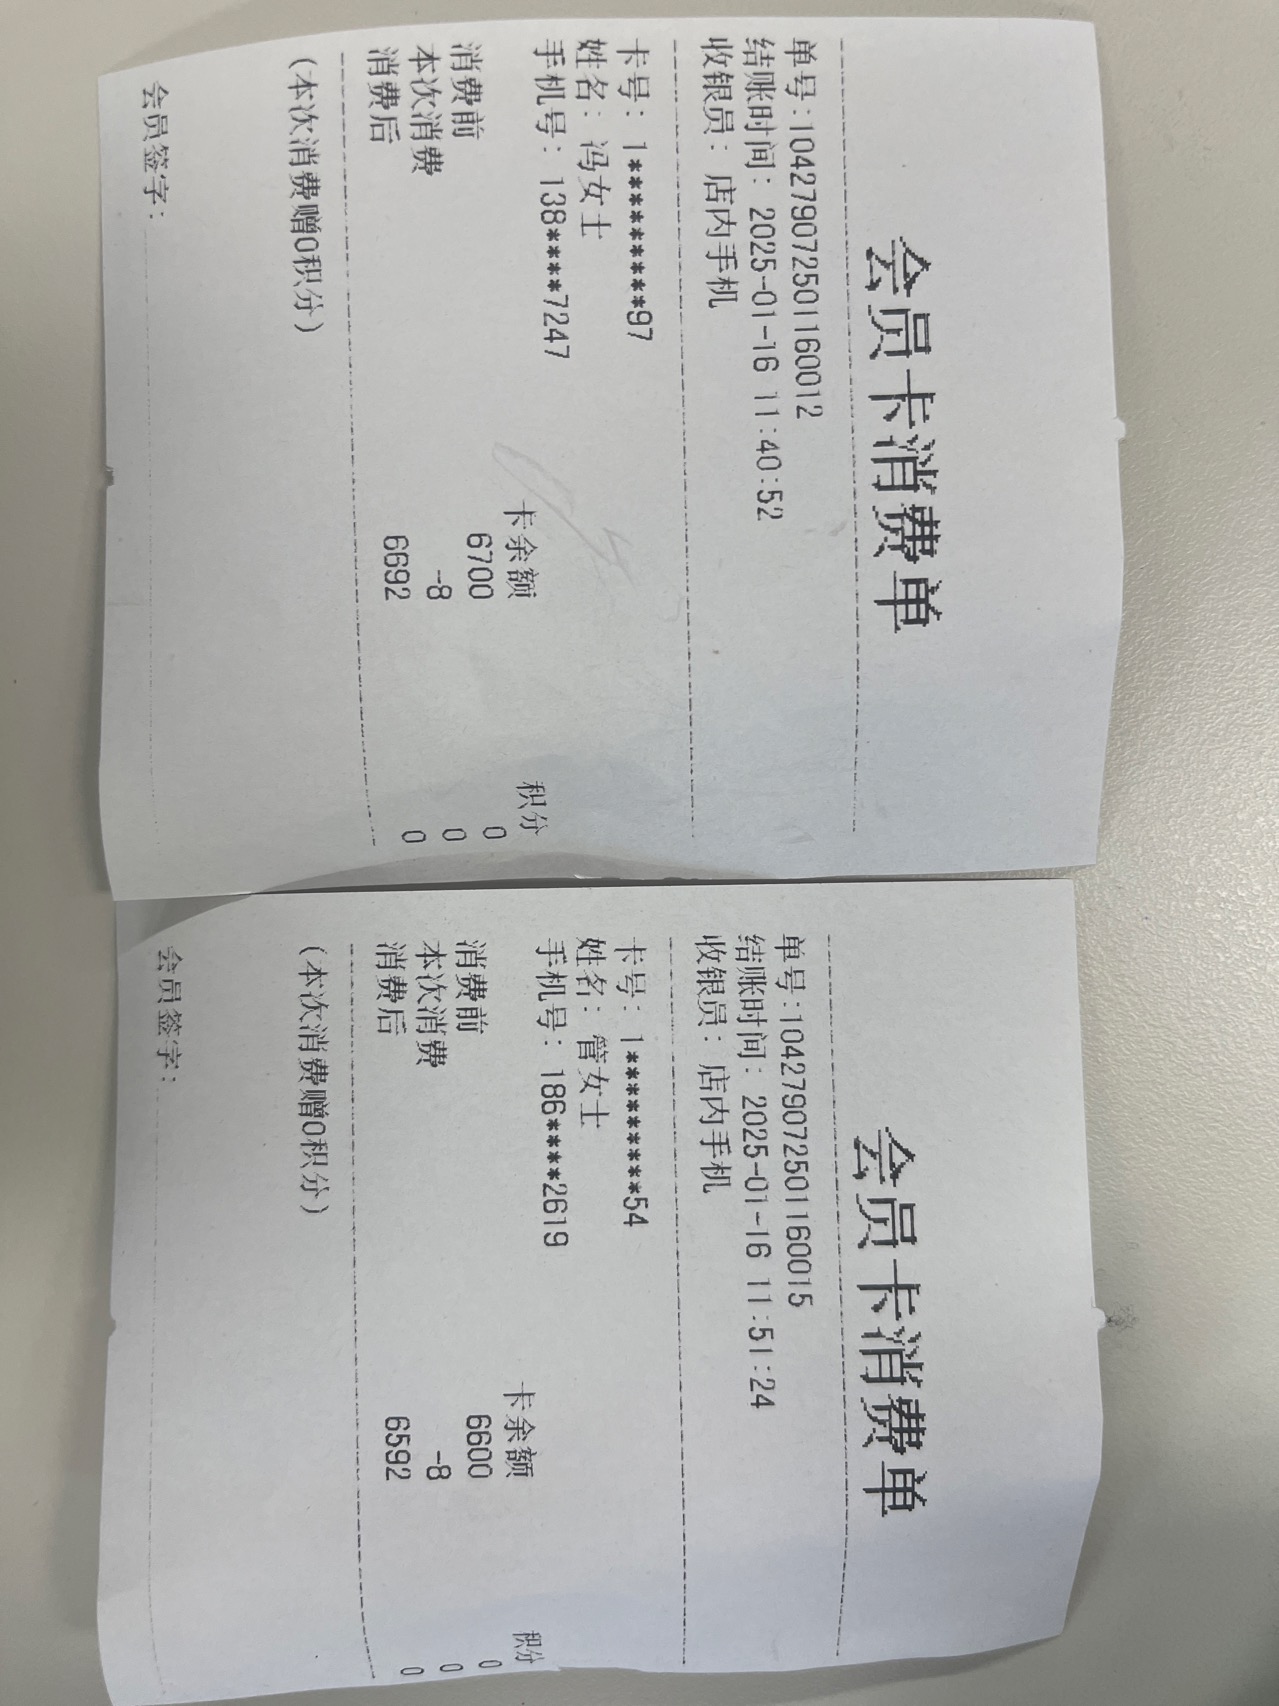 会员卡消费单
单号:1042790725011600​12
结账时间: 2025-01-16 11:40:52
收银员: 店内手机
卡号: 1*********97
姓名: 冯女士
手机号: 138****7247
卡余额 积分
消费前 6700 0
本次消费 -8 0
消费后 6692 0
(本次消费赠0积分)
会员签字:
会员卡消费单
单号:104279072501160015
结账时间: 2025-01-16 11:51:24
收银员: 店内手机
卡号: 1*********54
姓名: 管女士
手机号: 186****2619
卡余额 积分
消费前 6600 0
本次消费 -8 0
消费后 6592 0
(本次消费赠0积分)
会员签字: